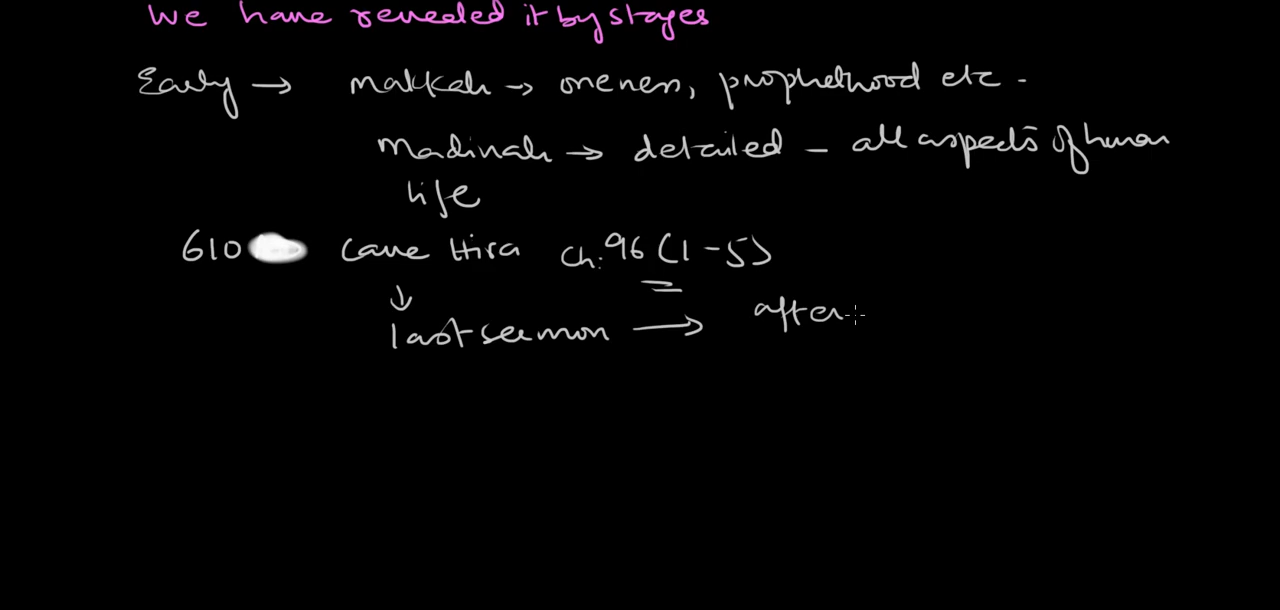 We have revealed it by stages
Early → makkah → oneness, prophethood etc -
madinah → detailed - all aspects of human
life
610 Cave Hira Ch: 96 (1-5)
↓
last sermon → after